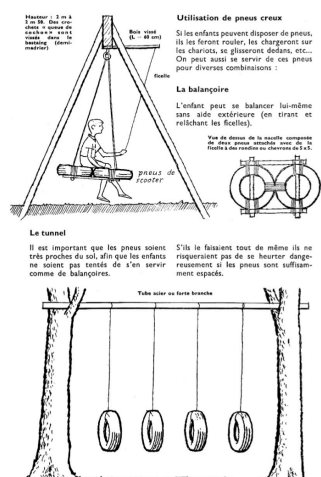 Hauteur : 2 m à
2 m 50. Des cro-
chets « queue de
cochon » sont
vissés dans le
bastaing (demi-
madrier)
Bois vissé
(L = 60 cm)
ficelle
pneus de
scooter
Utilisation de pneus creux
Si les enfants peuvent disposer de pneus,
ils les feront rouler, les chargeront sur
les chariots, se glisseront dedans, etc...
On peut aussi se servir de ces pneus
pour diverses combinaisons :
La balançoire
L'enfant peut se balancer lui-même
sans aide extérieure (en tirant et
relâchant les ficelles).
Vue de dessus de la nacelle composée
de deux pneus attachés avec de la
ficelle à des rondins ou chevrons de 5 x 5.
Le tunnel
Il est important que les pneus soient
très proches du sol, afin que les enfants
ne soient pas tentés de s'en servir
comme de balançoires.
S'ils le faisaient tout de même ils ne
risqueraient pas de se heurter dange-
reusement si les pneus sont suffisam-
ment espacés.
Tube acier ou forte branche